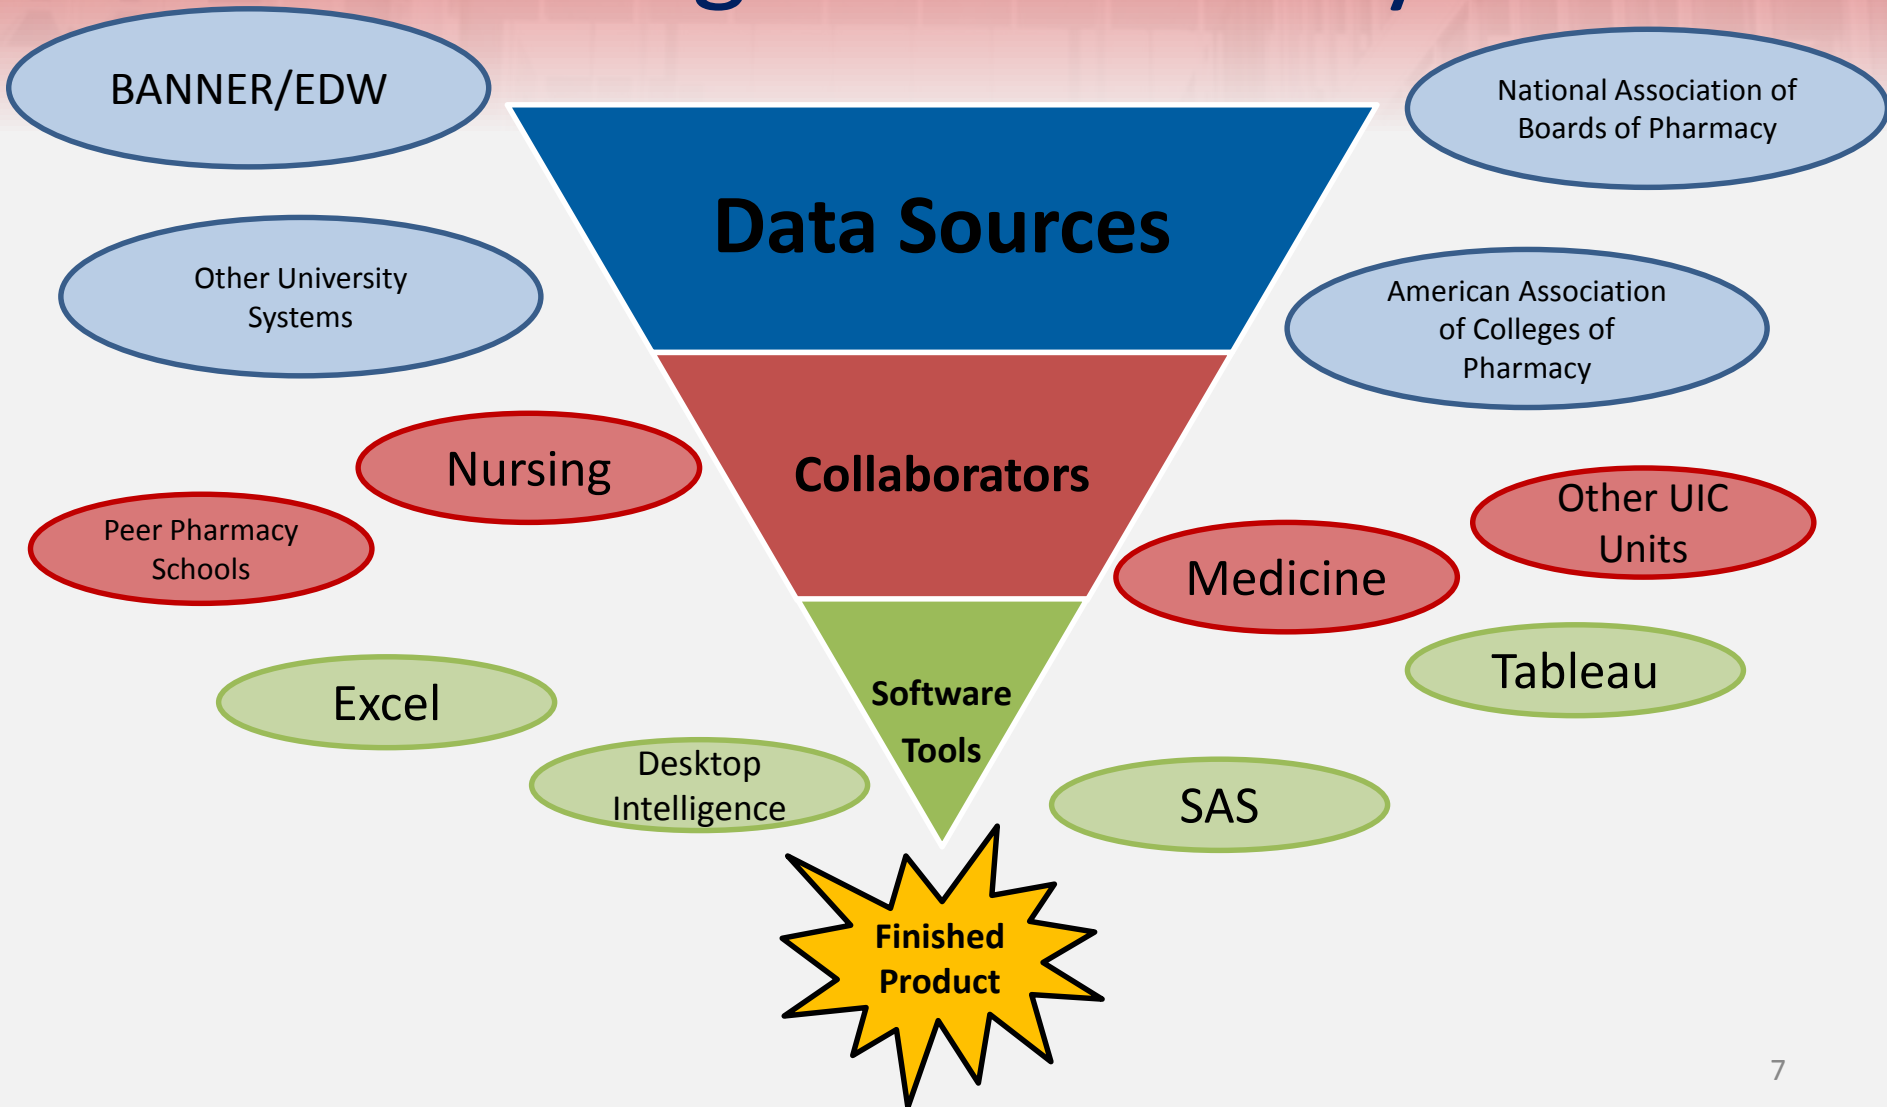 BANNER/EDW
National Association of
Boards of Pharmacy
Data Sources
Other University
Systems
American Association
of Colleges of
Pharmacy
Nursing
Collaborators
Other UIC
Units
Peer Pharmacy
Schools
Medicine
Excel
Software
Tools
Tableau
Desktop
Intelligence
SAS
Finished
Product
7